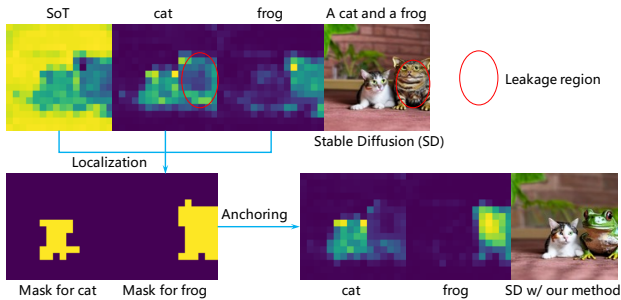 SoT cat frog A cat and a frog
Leakage region
Stable Diffusion (SD)
Localization
Anchoring
Mask for cat Mask for frog
cat frog SD w/ our method